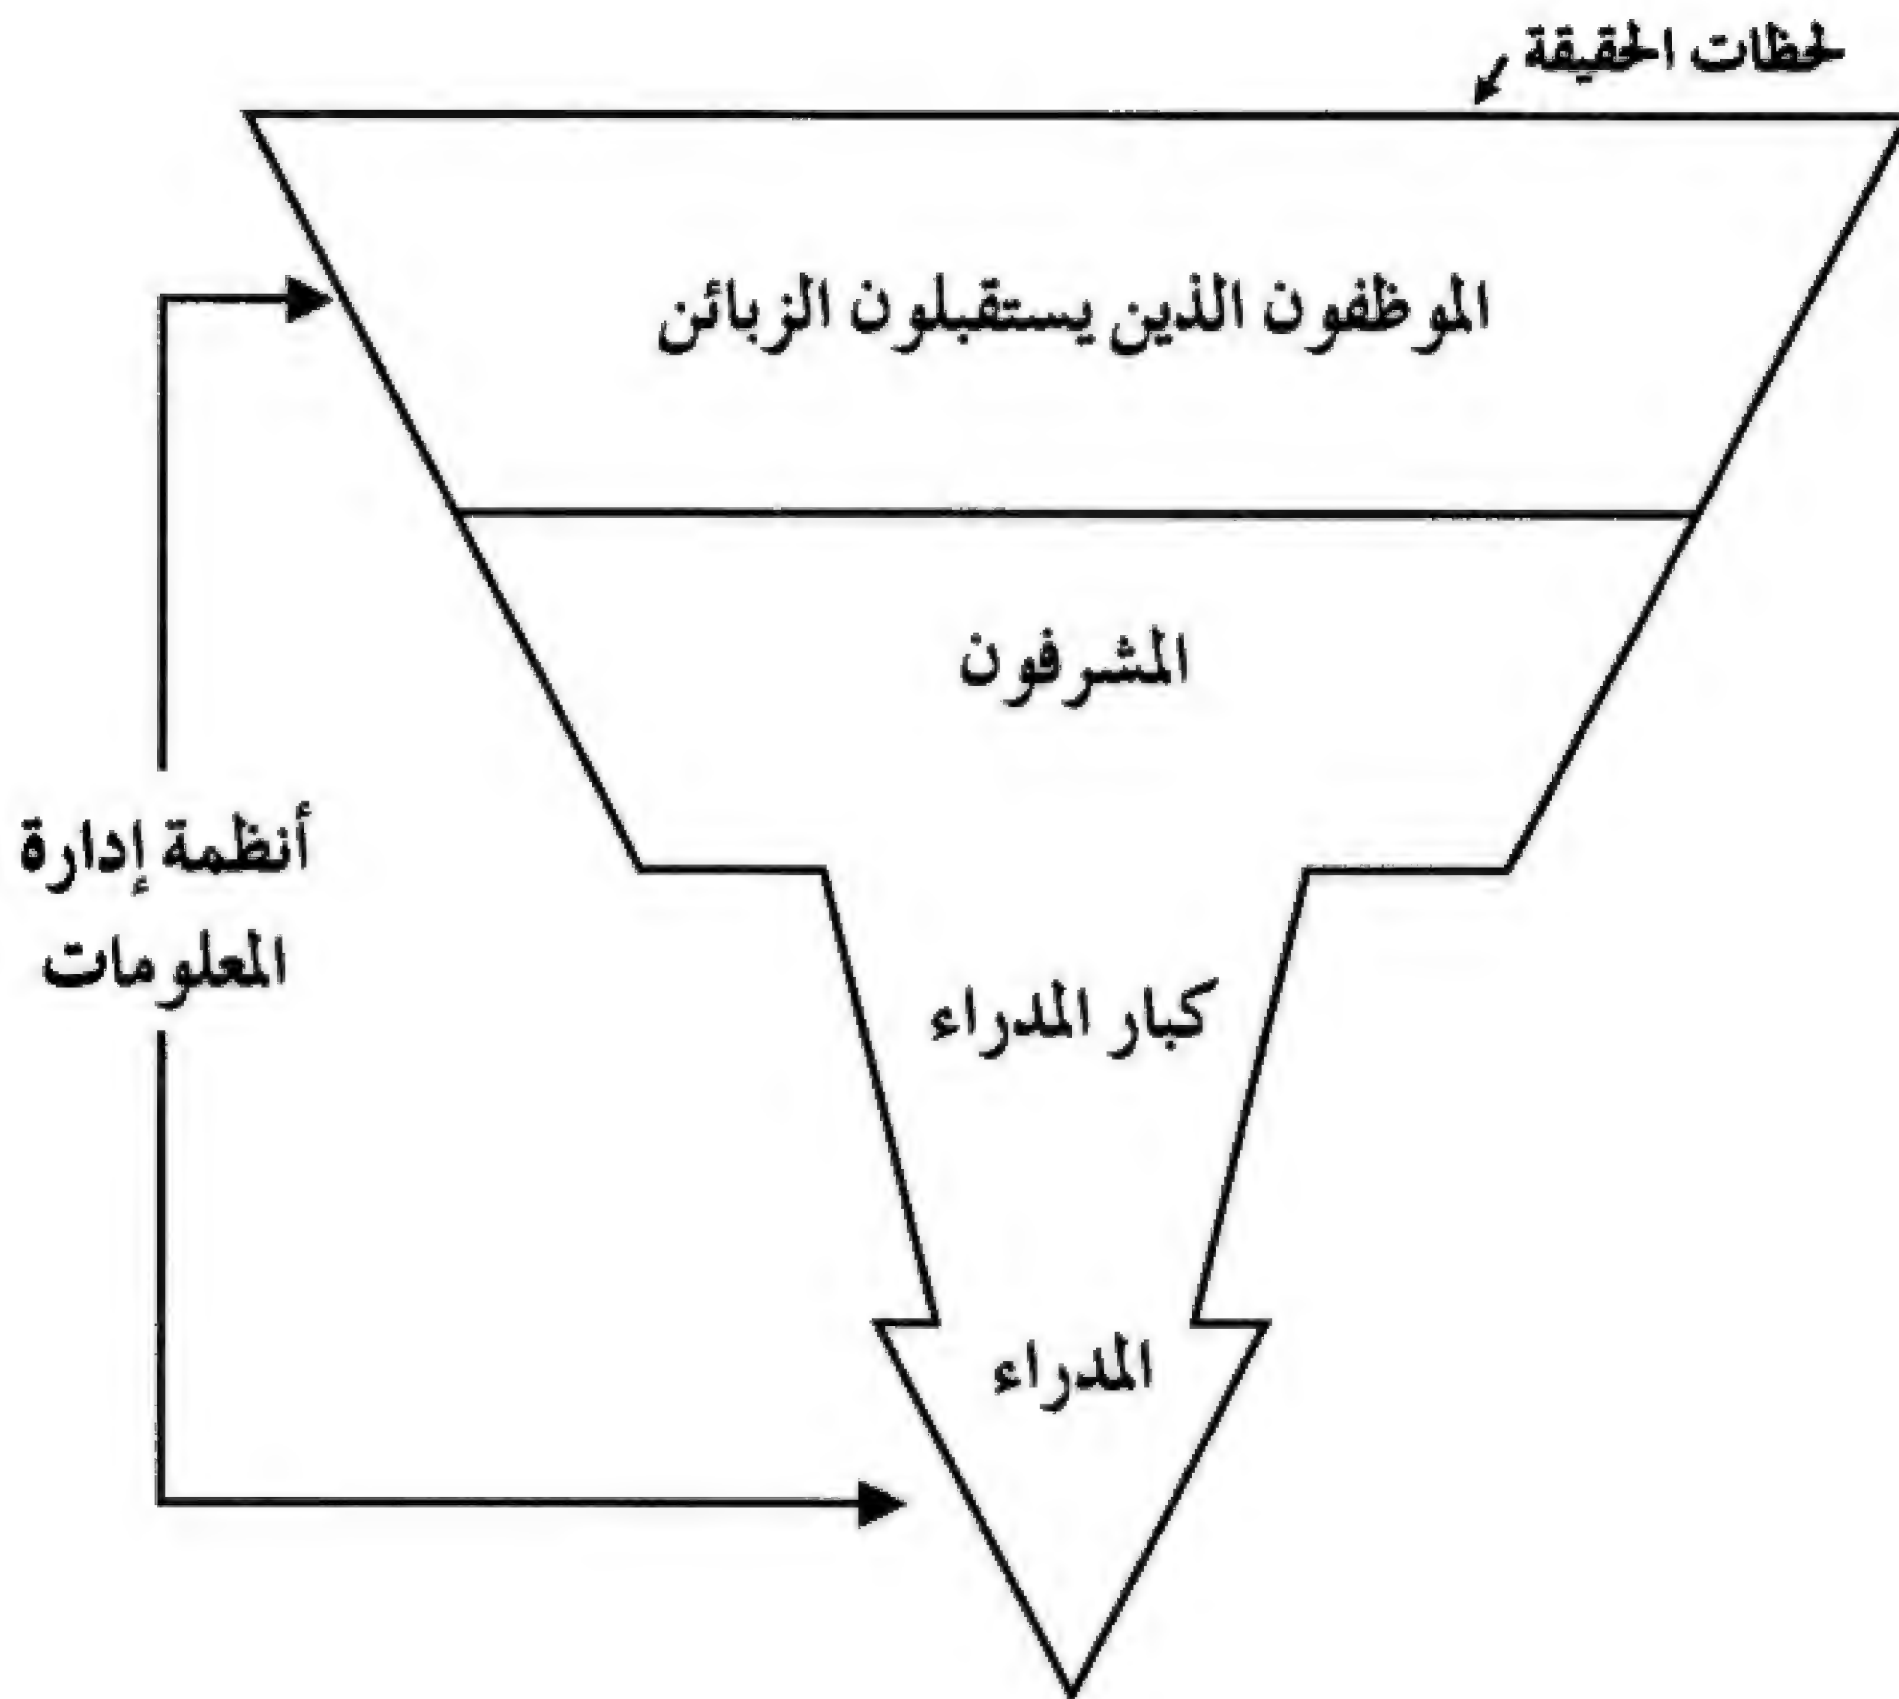 لحظات الحقيقة
الموظفون الذين يستقبلون الزبائن
المشرفون
أنظمة إدارة
المعلومات
كبار المدراء
المدراء